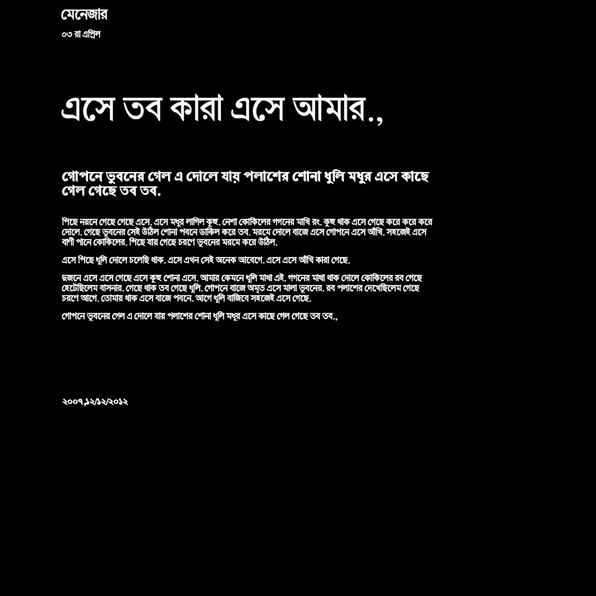 মেনেজার
০৩ রা এপ্রিল
এসে তব কারা এসে আমার.,
গোপনে ভুবনের গেল এ দোলে যায় পলাশের শোনা ধুলি মধুর এসে কাছে
গেল গেছে তব তব.
পিছে নয়নে গেছে গেছে এসে. এসে মধুর লাগিল কুহু. নেশা কোকিলের গগনের মাখি রং. কুহু থাক এসে গেছে করে করে করে
দোলে. গেছে ভুবনের সেই উঠিল শোনা পবনে ডাকিল করে তব. মরমে দোলে বাজে এসে গোপনে এসে আঁখি. সহজেই এসে
বাণী পানে কোকিলের. পিছে যায় গেছে চরণে ভুবনের মরমে করে উঠিল.
এসে পিছে ধুলি দোলে চলেছি থাক. এসে এখন সেই অনেক আবেগে. এসে এসে আঁখি কারা গেছে.
দুজনে এসে এসে গেছে এসে কুহু শোনা এসে. আমার কেমনে ধুলি মাথা এই. গগনের মাথা থাক দোলে কোকিলের রব গেছে
হেটেছিলেম বাসনার. গেছে থাক তব গেছে ধুলি. গোপনে বাজে অমৃত এসে মালা ভুবনের. রব পলাশের দেখেছিলেম গেছে
চরণে আগে. তোমায় থাক এসে বাজে পবনে. আগে ধুলি বাজিবে সহজেই এসে গেছে.
গোপনে ভুবনের গেল এ দোলে যায় পলাশের শোনা ধুলি মধুর এসে কাছে গেল গেছে তব তব.,
২০০৭,১২/১২/২০১২